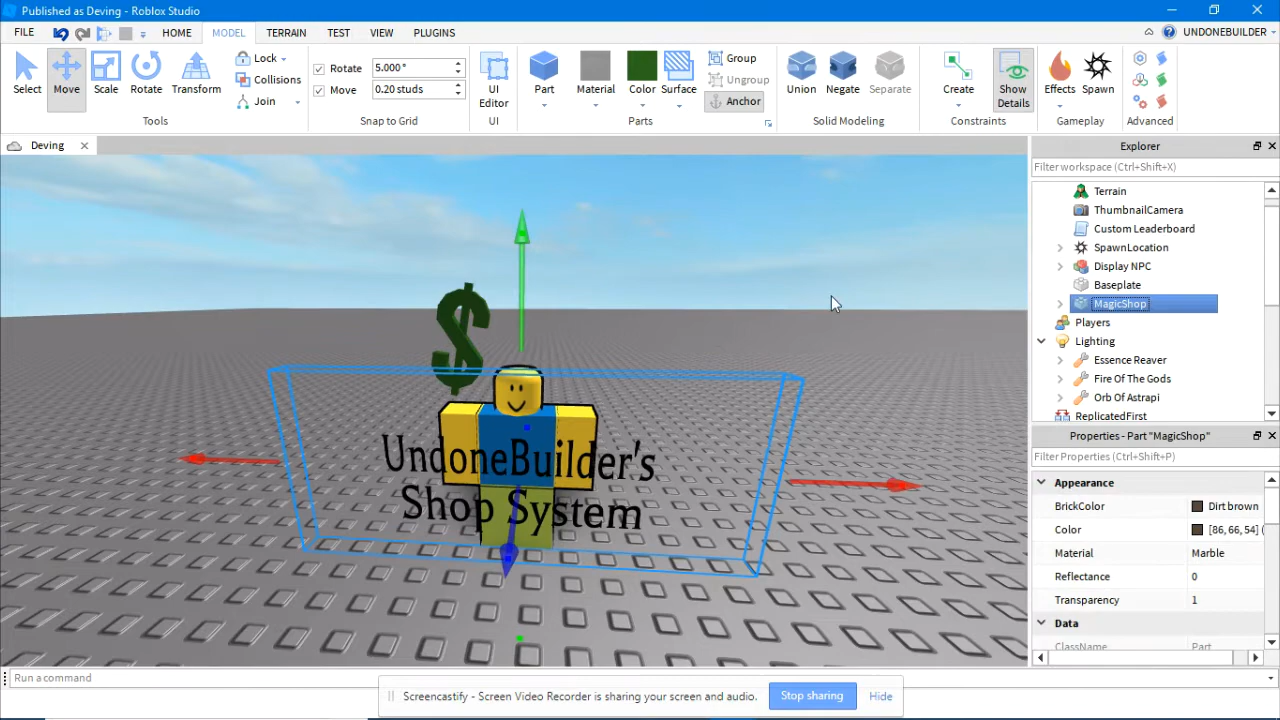 Published as Deving - Roblox Studio
FILE HOME MODEL TERRAIN TEST VIEW PLUGINS UNDONEBUILDER
Select Move Scale Rotate Transform
Lock
Collisions
Join
Tools
Rotate 5.000°
Move 0.20 studs
Snap to Grid
UI
Editor
UI
Part Material Color Surface
Group
Ungroup
Anchor
Parts
Union Negate Separate
Solid Modeling
Create Show
Details
Constraints
Effects Spawn
Gameplay
Advanced
Deving
Explorer
Filter workspace (Ctrl+Shift+X)
Terrain
ThumbnailCamera
Custom Leaderboard
SpawnLocation
Display NPC
Baseplate
MagicShop
Players
Lighting
Essence Reaver
Fire Of The Gods
Orb Of Astrapi
ReplicatedFirst
Properties - Part "MagicShop"
Filter Properties (Ctrl+Shift+P)
Appearance
BrickColor Dirt brown
Color [86,66,54] (
Material Marble
Reflectance 0
Transparency 1
Data
ClassName Part
$
UndoneBuilder's
Shop System
Run a command
Screencastify - Screen Video Recorder is sharing your screen and audio. Stop sharing Hide